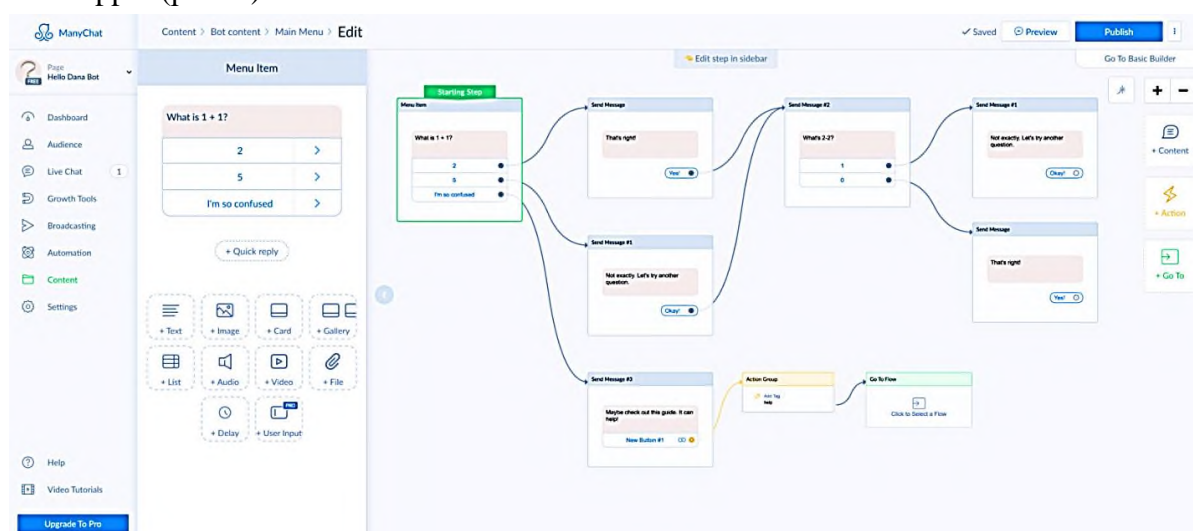 ManyChat
Content > Bot content > Main Menu > Edit
Saved
Preview
Publish
Page
Hello Dana Bot
FREE
Menu Item
Edit step in sidebar
Go To Basic Builder
Dashboard
Audience
Live Chat 1
Growth Tools
Broadcasting
Automation
Content
Settings
Help
Video Tutorials
Upgrade To Pro
What is 1 + 1?
2
5
I'm so confused
+ Quick reply
+ Text
+ Image
+ Card
+ Gallery
+ List
+ Audio
+ Video
+ File
+ Delay
PRO
+ User Input
Starting Step
Menu Item
What is 1 + 1?
2
5
I'm so confused
Send Message
That's right!
Yes!
Send Message #1
Not exactly. Let's try another
question.
Okay!
Send Message #3
Maybe check out this guide. It can
help!
New Button #1
Action Group
Add Tag
help
Go To Flow
Click to Select a Flow
Send Message #2
What's 2-2?
1
0
Send Message #1
Not exactly. Let's try another
question.
Okay!
Send Message
That's right!
Yes!
+ Content
+ Action
+ Go To